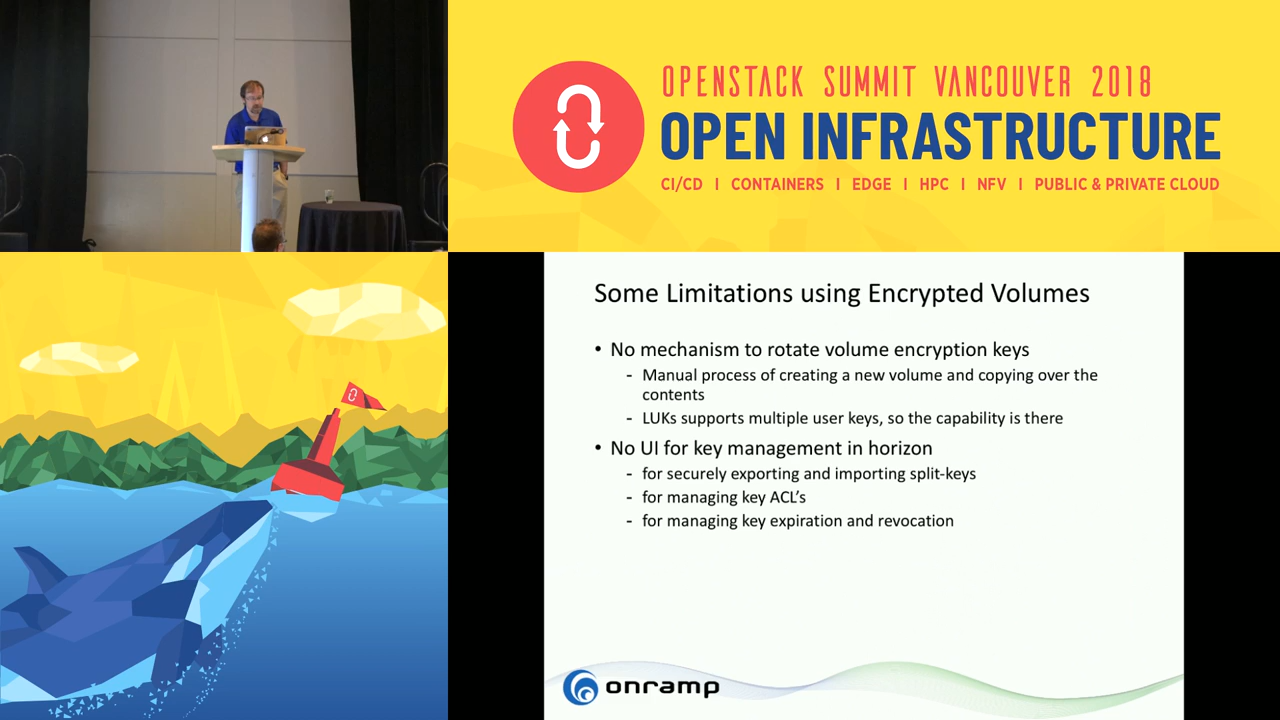 OPENSTACK SUMMIT VANCOUVER 2018
OPEN INFRASTRUCTURE
CI/CD | CONTAINERS | EDGE | HPC | NFV | PUBLIC & PRIVATE CLOUD
Some Limitations using Encrypted Volumes
• No mechanism to rotate volume encryption keys
- Manual process of creating a new volume and copying over the
contents
- LUKs supports multiple user keys, so the capability is there
• No UI for key management in horizon
- for securely exporting and importing split-keys
- for managing key ACL’s
- for managing key expiration and revocation
onramp